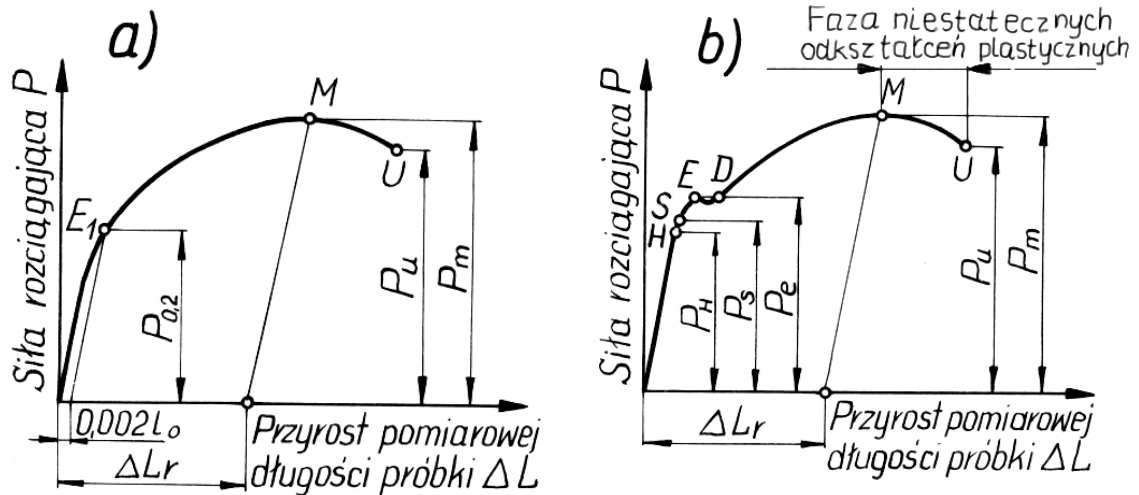 a)
Siła rozciągająca P
M
U
E1
P0,2
Pu
Pm
0,002lo
ΔLr
Przyrost pomiarowej
długości próbki ΔL
b)
Faza niestatecznych
odkształceń plastycznych
Siła rozciągająca P
M
U
E
D
S
H
PH
Ps
Pe
Pu
Pm
ΔLr
Przyrost pomiarowej
długości próbki ΔL